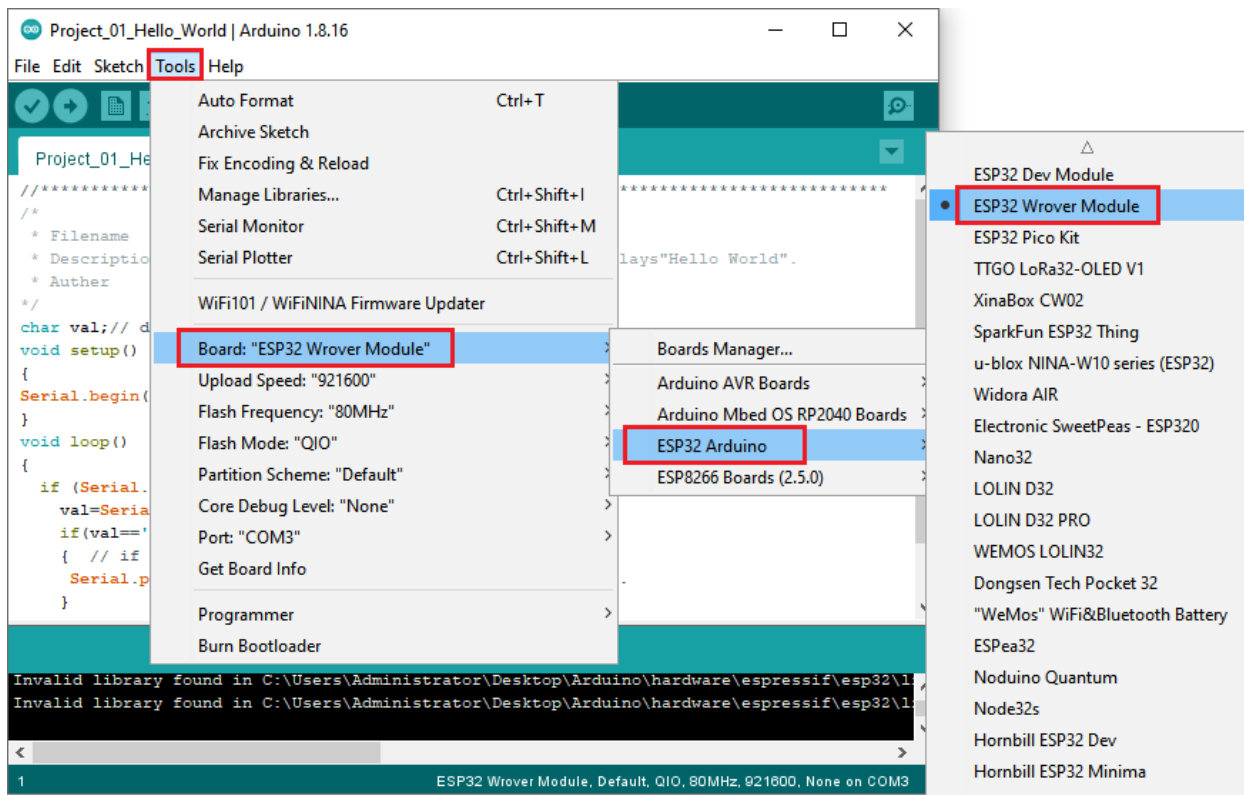 Project_01_Hello_World | Arduino 1.8.16
File Edit Sketch Tools Help
Project_01_He
Auto Format Ctrl+T
Archive Sketch
Fix Encoding & Reload
Manage Libraries... Ctrl+Shift+I
Serial Monitor Ctrl+Shift+M
Serial Plotter Ctrl+Shift+L
WiFi101 / WiFiNINA Firmware Updater
Board: "ESP32 Wrover Module"
Upload Speed: "921600"
Flash Frequency: "80MHz"
Flash Mode: "QIO"
Partition Scheme: "Default"
Core Debug Level: "None"
Port: "COM3"
Get Board Info
Programmer
Burn Bootloader
//*********** ***************************
/*
* Filename
* Descriptio lays"Hello World".
* Auther
*/
char val;// d
void setup()
{
Serial.begin(
}
void loop()
{
if (Serial.
val=Seria
if(val=='
{ // if
Serial.p .
}
Boards Manager...
Arduino AVR Boards
Arduino Mbed OS RP2040 Boards
ESP32 Arduino
ESP8266 Boards (2.5.0)
ESP32 Dev Module
ESP32 Wrover Module
ESP32 Pico Kit
TTGO LoRa32-OLED V1
XinaBox CW02
SparkFun ESP32 Thing
u-blox NINA-W10 series (ESP32)
Widora AIR
Electronic SweetPeas - ESP320
Nano32
LOLIN D32
LOLIN D32 PRO
WEMOS LOLIN32
Dongsen Tech Pocket 32
"WeMos" WiFi&Bluetooth Battery
ESPea32
Noduino Quantum
Node32s
Hornbill ESP32 Dev
Hornbill ESP32 Minima
Invalid library found in C:\Users\Administrator\Desktop\Arduino\hardware\espressif\esp32\l
Invalid library found in C:\Users\Administrator\Desktop\Arduino\hardware\espressif\esp32\l
1 ESP32 Wrover Module, Default, QIO, 80MHz, 921600, None on COM3